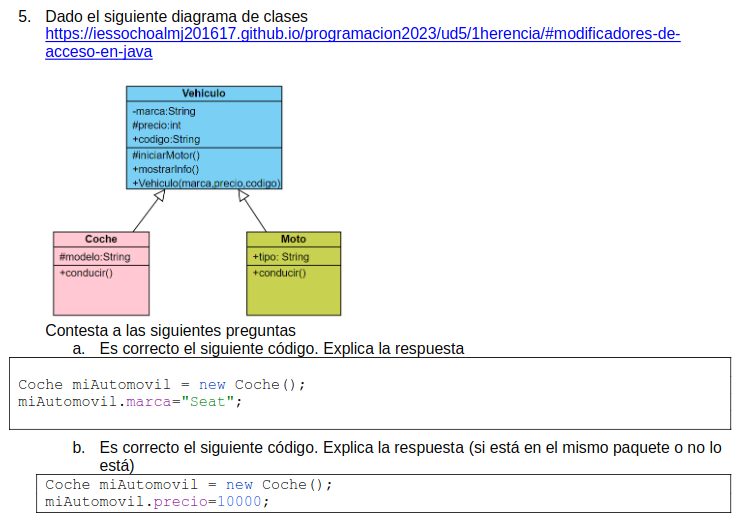 5. Dado el siguiente diagrama de clases
https://iessochoalmj201617.github.io/programacion2023/ud5/1herencia/#modificadores-de-
acceso-en-java
Vehiculo
-marca:String
#precio:int
+codigo:String
#iniciarMotor()
+mostrarInfo()
+Vehiculo(marca,precio,codigo)
Coche
#modelo:String
+conducir()
Moto
+tipo: String
+conducir()
Contesta a las siguientes preguntas
a. Es correcto el siguiente código. Explica la respuesta
Coche miAutomovil = new Coche();
miAutomovil.marca="Seat";
b. Es correcto el siguiente código. Explica la respuesta (si está en el mismo paquete o no lo
está)
Coche miAutomovil = new Coche();
miAutomovil.precio=10000;